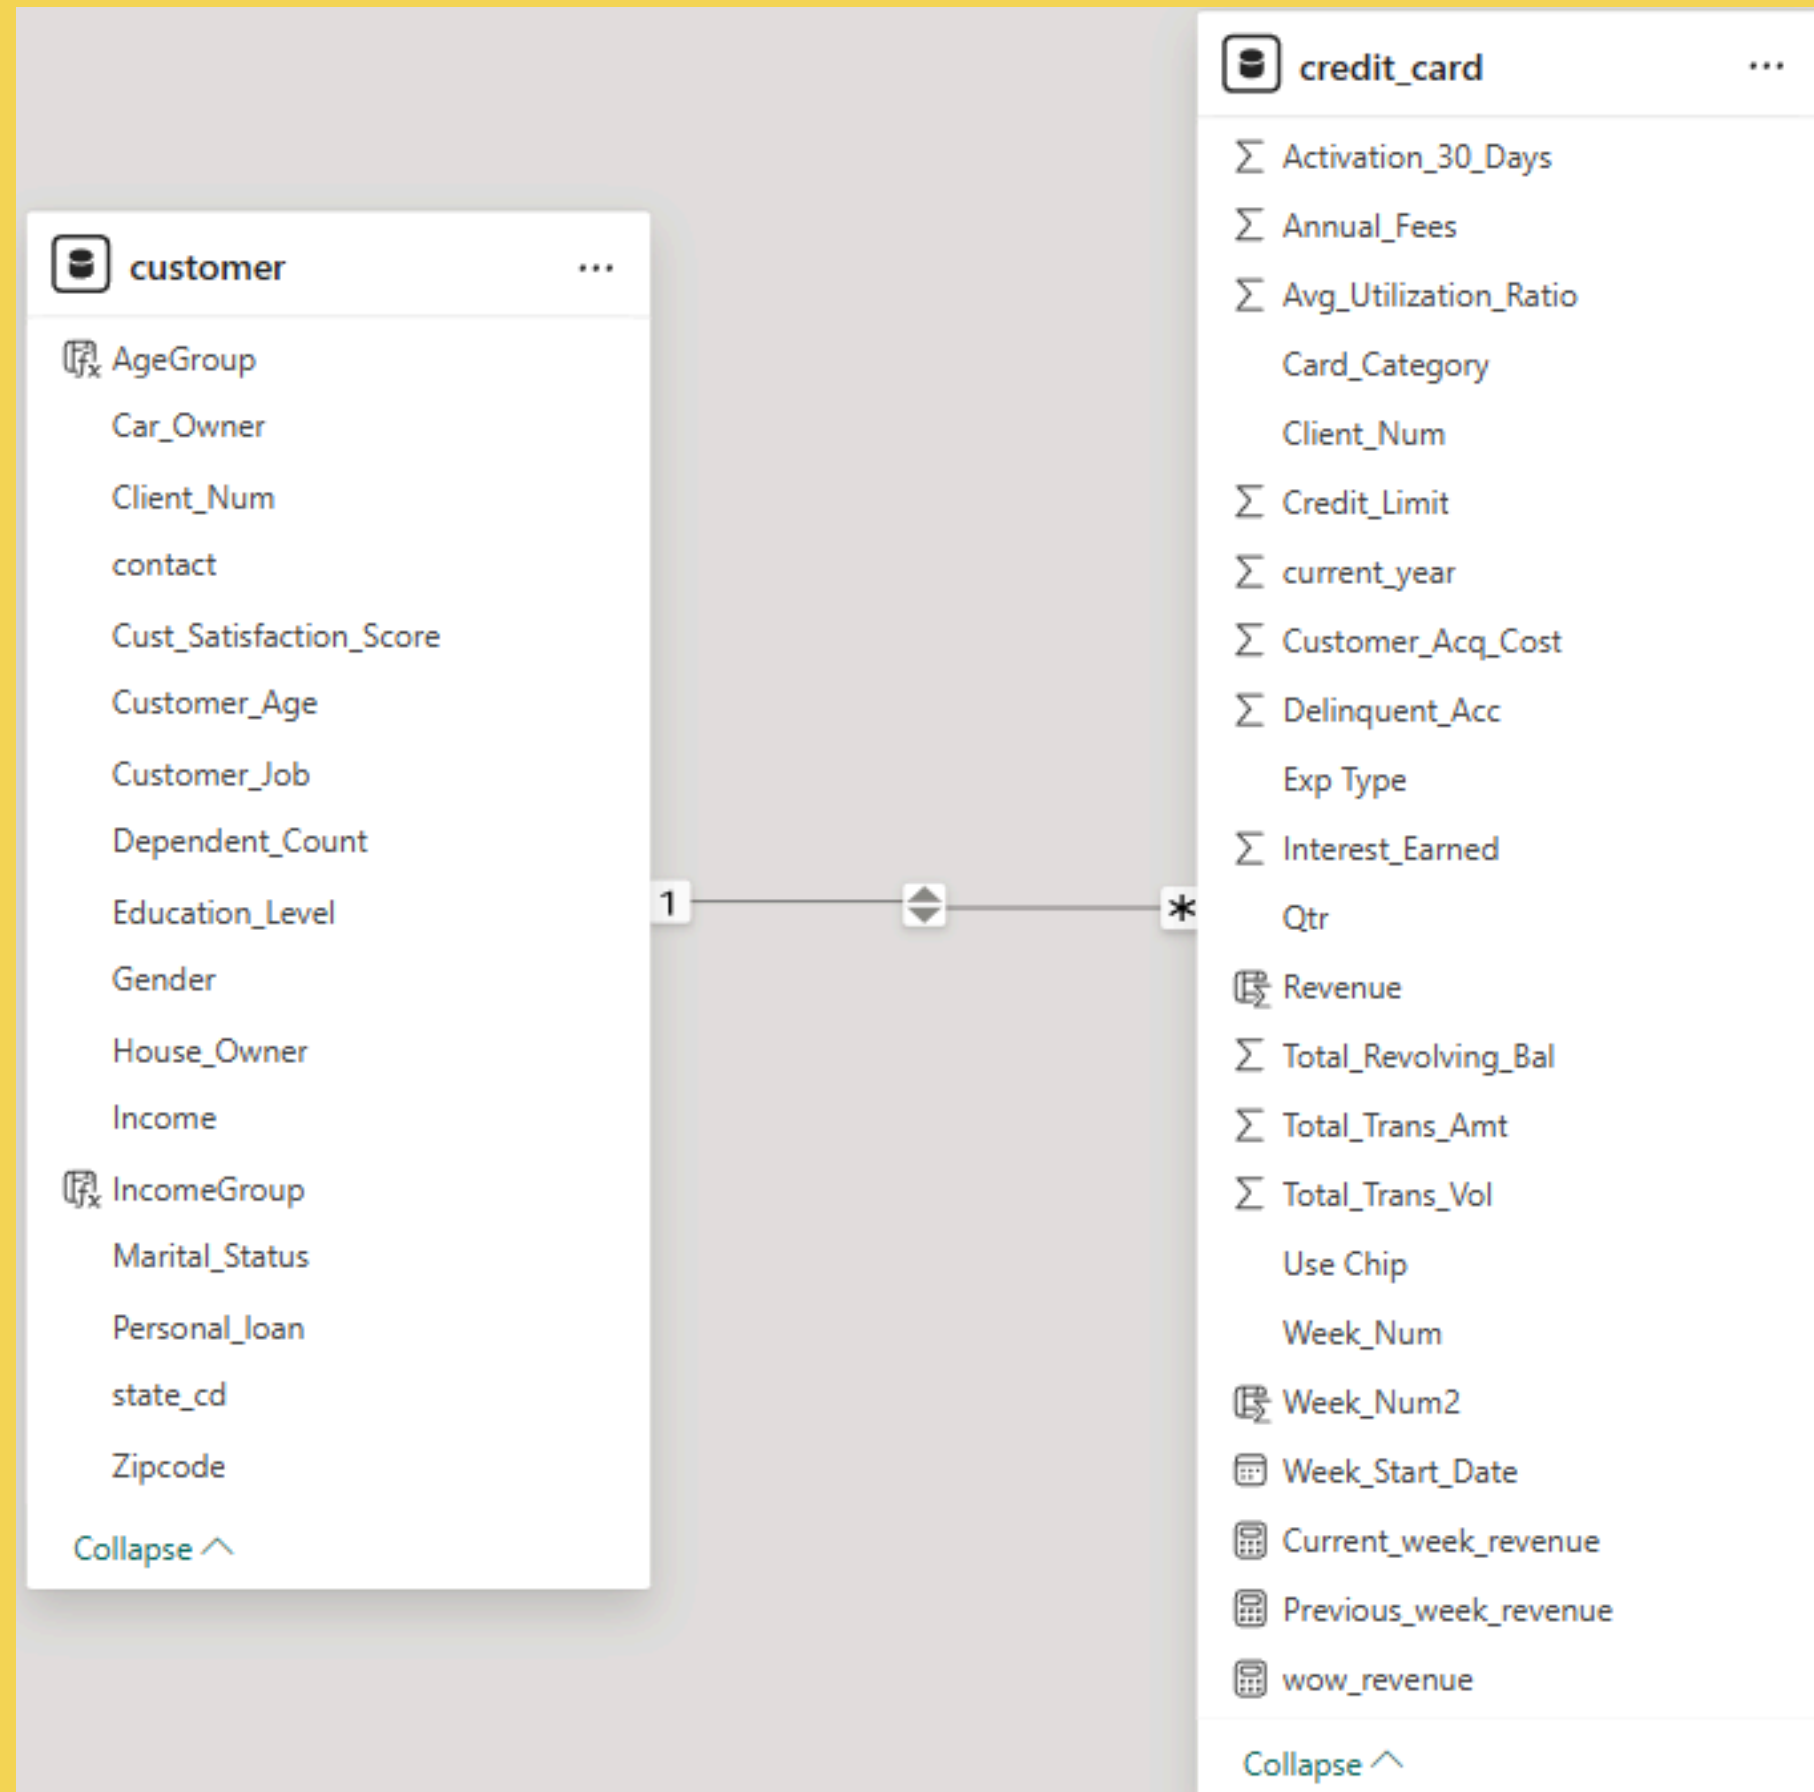 customer
AgeGroup
Car_Owner
Client_Num
contact
Cust_Satisfaction_Score
Customer_Age
Customer_Job
Dependent_Count
Education_Level
Gender
House_Owner
Income
IncomeGroup
Marital_Status
Personal_loan
state_cd
Zipcode
Collapse
1
*
credit_card
Activation_30_Days
Annual_Fees
Avg_Utilization_Ratio
Card_Category
Client_Num
Credit_Limit
current_year
Customer_Acq_Cost
Delinquent_Acc
Exp Type
Interest_Earned
Qtr
Revenue
Total_Revolving_Bal
Total_Trans_Amt
Total_Trans_Vol
Use Chip
Week_Num
Week_Num2
Week_Start_Date
Current_week_revenue
Previous_week_revenue
wow_revenue
Collapse